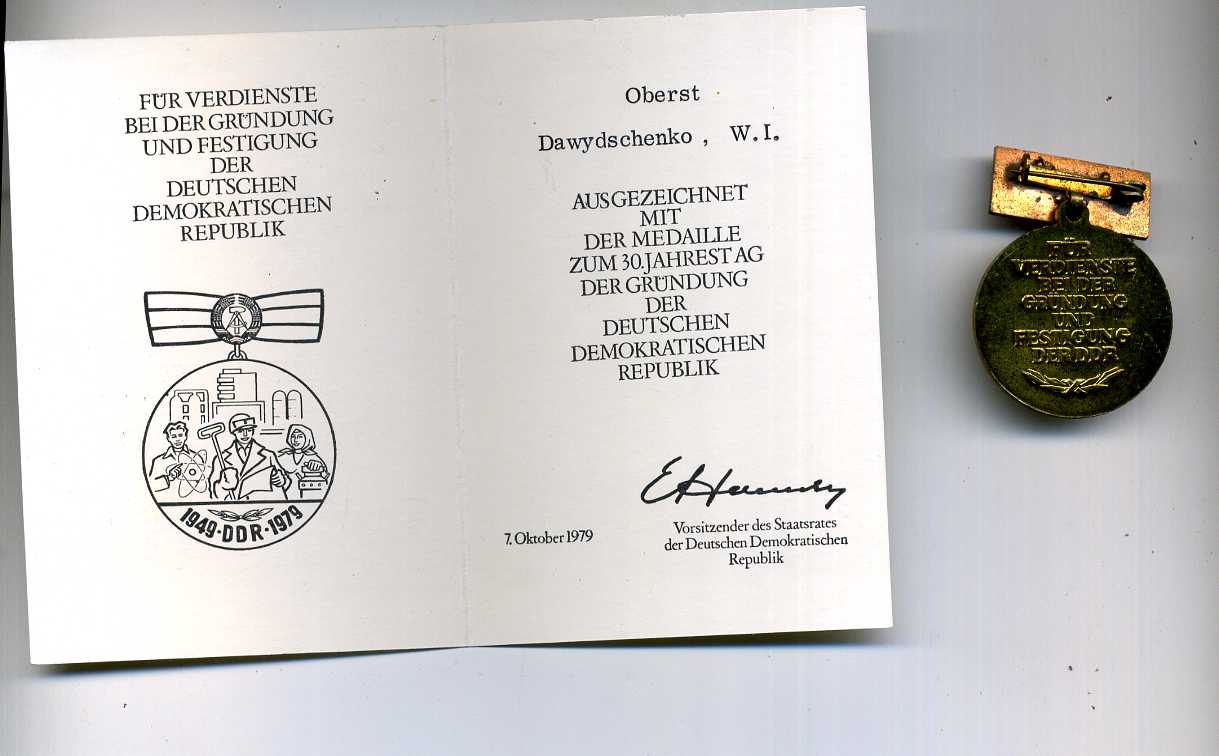 FÜR VERDIENSTE
BEI DER GRÜNDUNG
UND FESTIGUNG
DER
DEUTSCHEN
DEMOKRATISCHEN
REPUBLIK
1949·DDR·1979
Oberst
Dawydschenko, W.I.
AUSGEZEICHNET
MIT
DER MEDAILLE
ZUM 30. JAHRESTAG
DER GRÜNDUNG
DER
DEUTSCHEN
DEMOKRATISCHEN
REPUBLIK
7. Oktober 1979
Vorsitzender des Staatsrates
der Deutschen Demokratischen
Republik
FÜR
VERDIENSTE
BEI DER
GRÜNDUNG
UND
FESTIGUNG
DER DDR